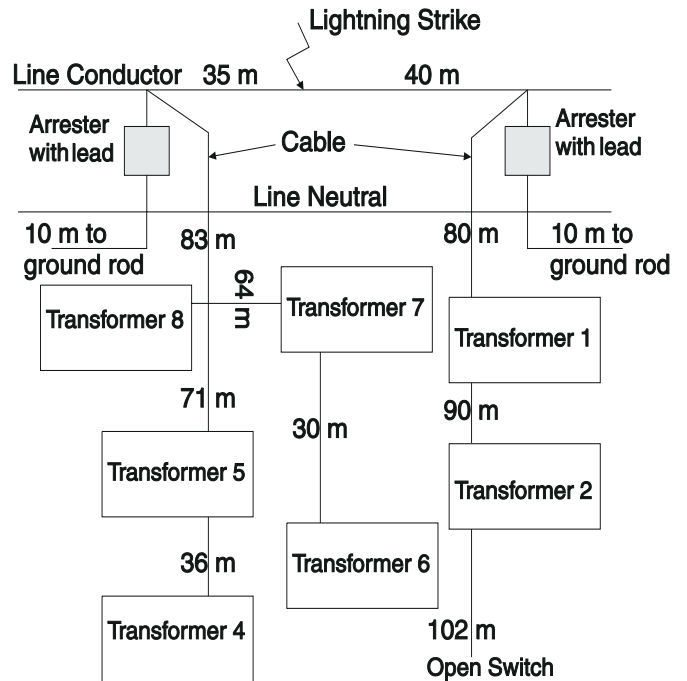 Lightning Strike
Line Conductor 35 m 40 m
Arrester
with lead
Cable
Arrester
with lead
Line Neutral
10 m to
ground rod
83 m
80 m
10 m to
ground rod
64 m
Transformer 8
Transformer 7
Transformer 1
71 m
30 m
90 m
Transformer 5
Transformer 2
36 m
Transformer 6
Transformer 4
102 m
Open Switch